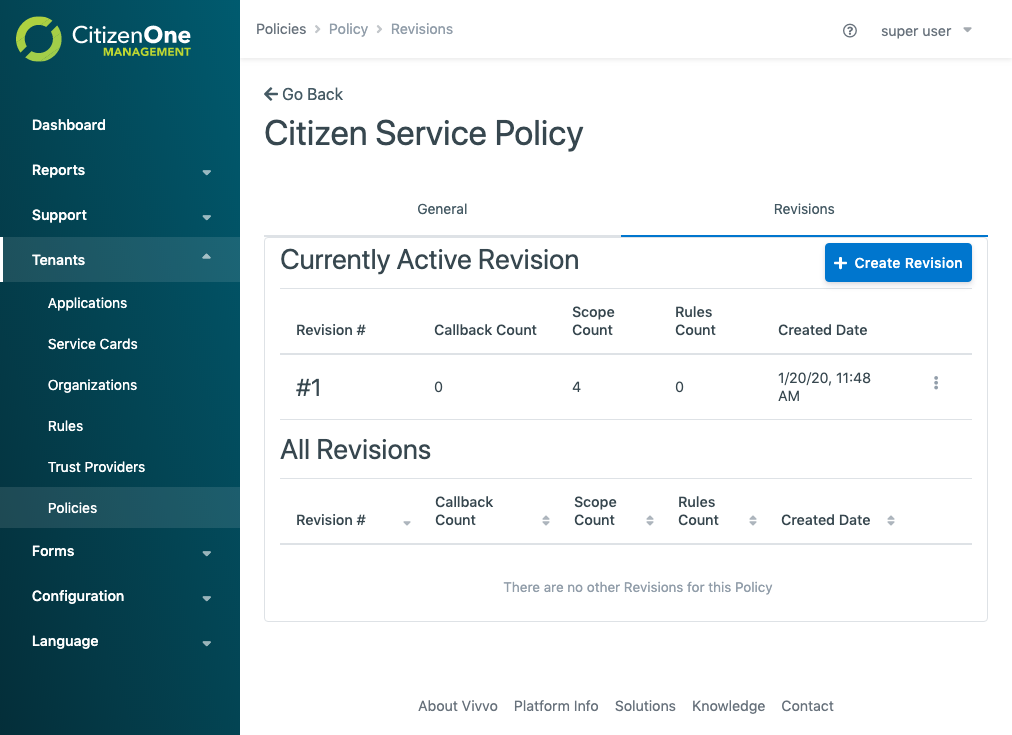 CitizenOne
MANAGEMENT
Dashboard
Reports
Support
Tenants
Applications
Service Cards
Organizations
Rules
Trust Providers
Policies
Forms
Configuration
Language
Policies > Policy > Revisions
super user
Go Back
Citizen Service Policy
General Revisions
Currently Active Revision
+ Create Revision
Revision # Callback Count Scope Count Rules Count Created Date
#1 0 4 0 1/20/20, 11:48 AM
All Revisions
Revision # Callback Count Scope Count Rules Count Created Date
There are no other Revisions for this Policy
About Vivvo Platform Info Solutions Knowledge Contact